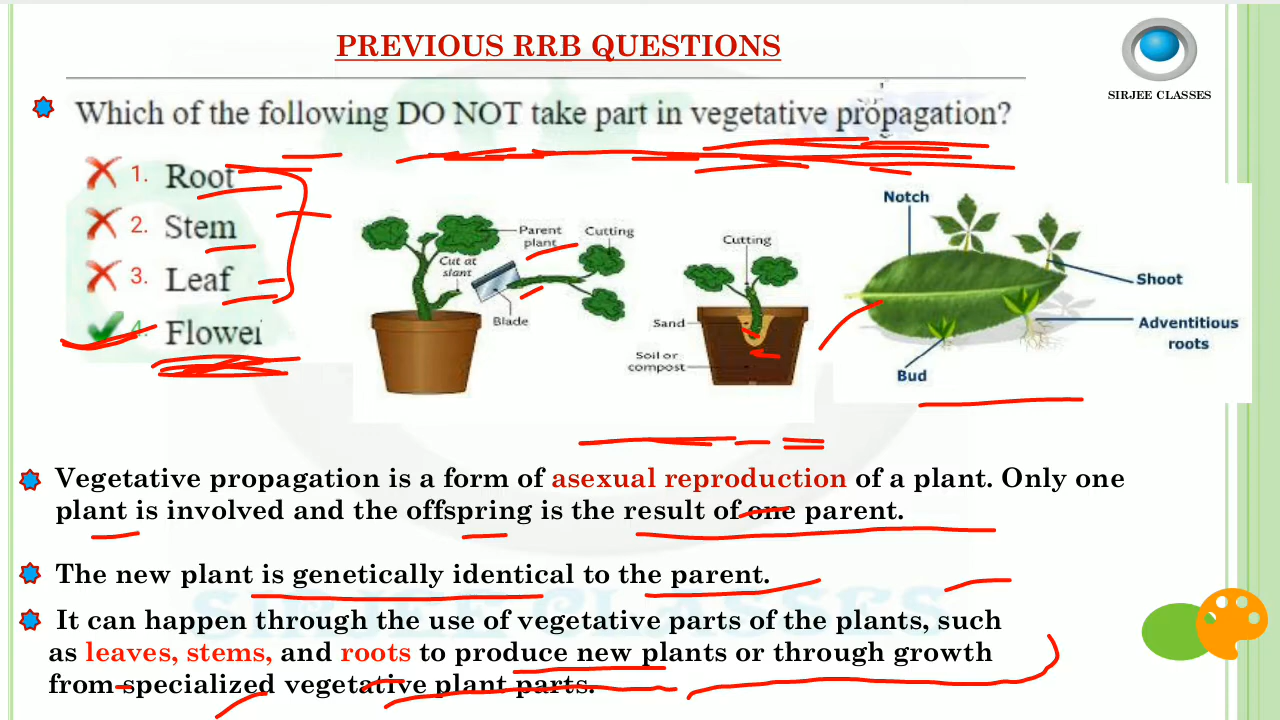 PREVIOUS RRB QUESTIONS
SIRJEE CLASSES
Which of the following DO NOT take part in vegetative propagation?
1. Root
2. Stem
3. Leaf
4. Flower
Parent
plant
Cutting
Cut at
slant
Blade
Cutting
Sand
Soil or
compost
Notch
Shoot
Adventitious
roots
Bud
Vegetative propagation is a form of asexual reproduction of a plant. Only one
plant is involved and the offspring is the result of one parent.
The new plant is genetically identical to the parent.
It can happen through the use of vegetative parts of the plants, such
as leaves, stems, and roots to produce new plants or through growth
from specialized vegetative plant parts.
SIRJEE CLASSES